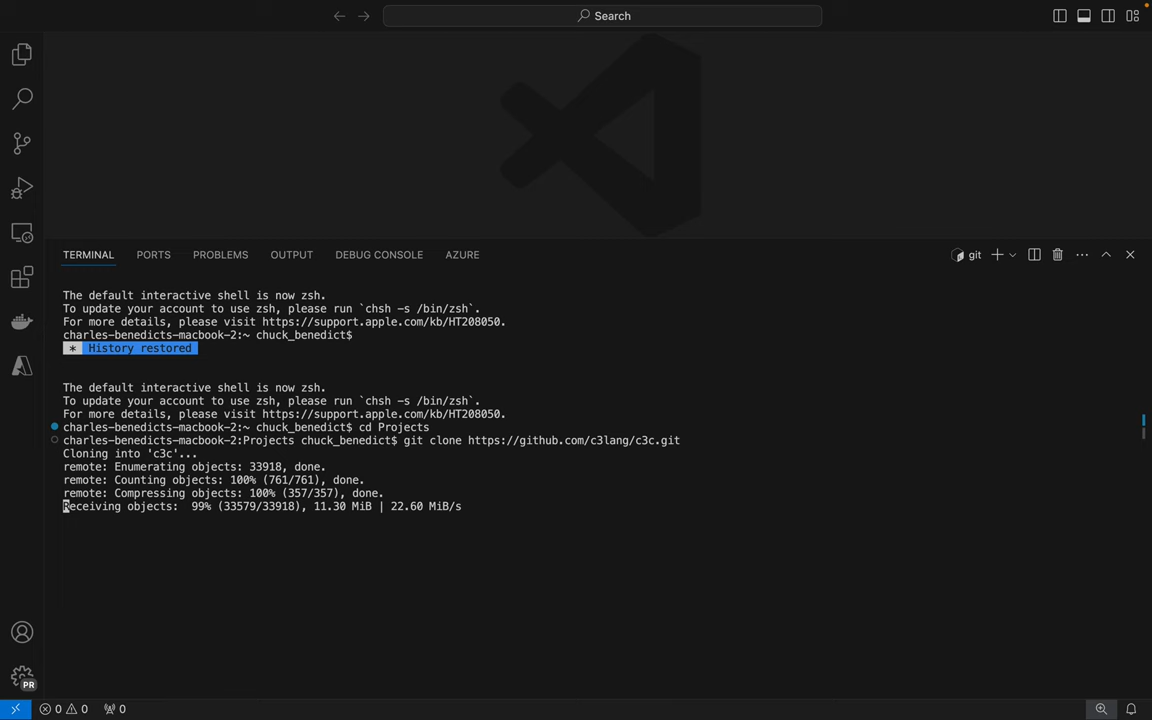 Search
TERMINAL PORTS PROBLEMS OUTPUT DEBUG CONSOLE AZURE git
The default interactive shell is now zsh.
To update your account to use zsh, please run `chsh -s /bin/zsh`.
For more details, please visit https://support.apple.com/kb/HT208050.
charles-benedicts-macbook-2:~ chuck_benedict$
* History restored
The default interactive shell is now zsh.
To update your account to use zsh, please run `chsh -s /bin/zsh`.
For more details, please visit https://support.apple.com/kb/HT208050.
charles-benedicts-macbook-2:~ chuck_benedict$ cd Projects
charles-benedicts-macbook-2:Projects chuck_benedict$ git clone https://github.com/c3lang/c3c.git
Cloning into 'c3c'...
remote: Enumerating objects: 33918, done.
remote: Counting objects: 100% (761/761), done.
remote: Compressing objects: 100% (357/357), done.
Receiving objects:  99% (33579/33918), 11.30 MiB | 22.60 MiB/s
PR
0 0 0